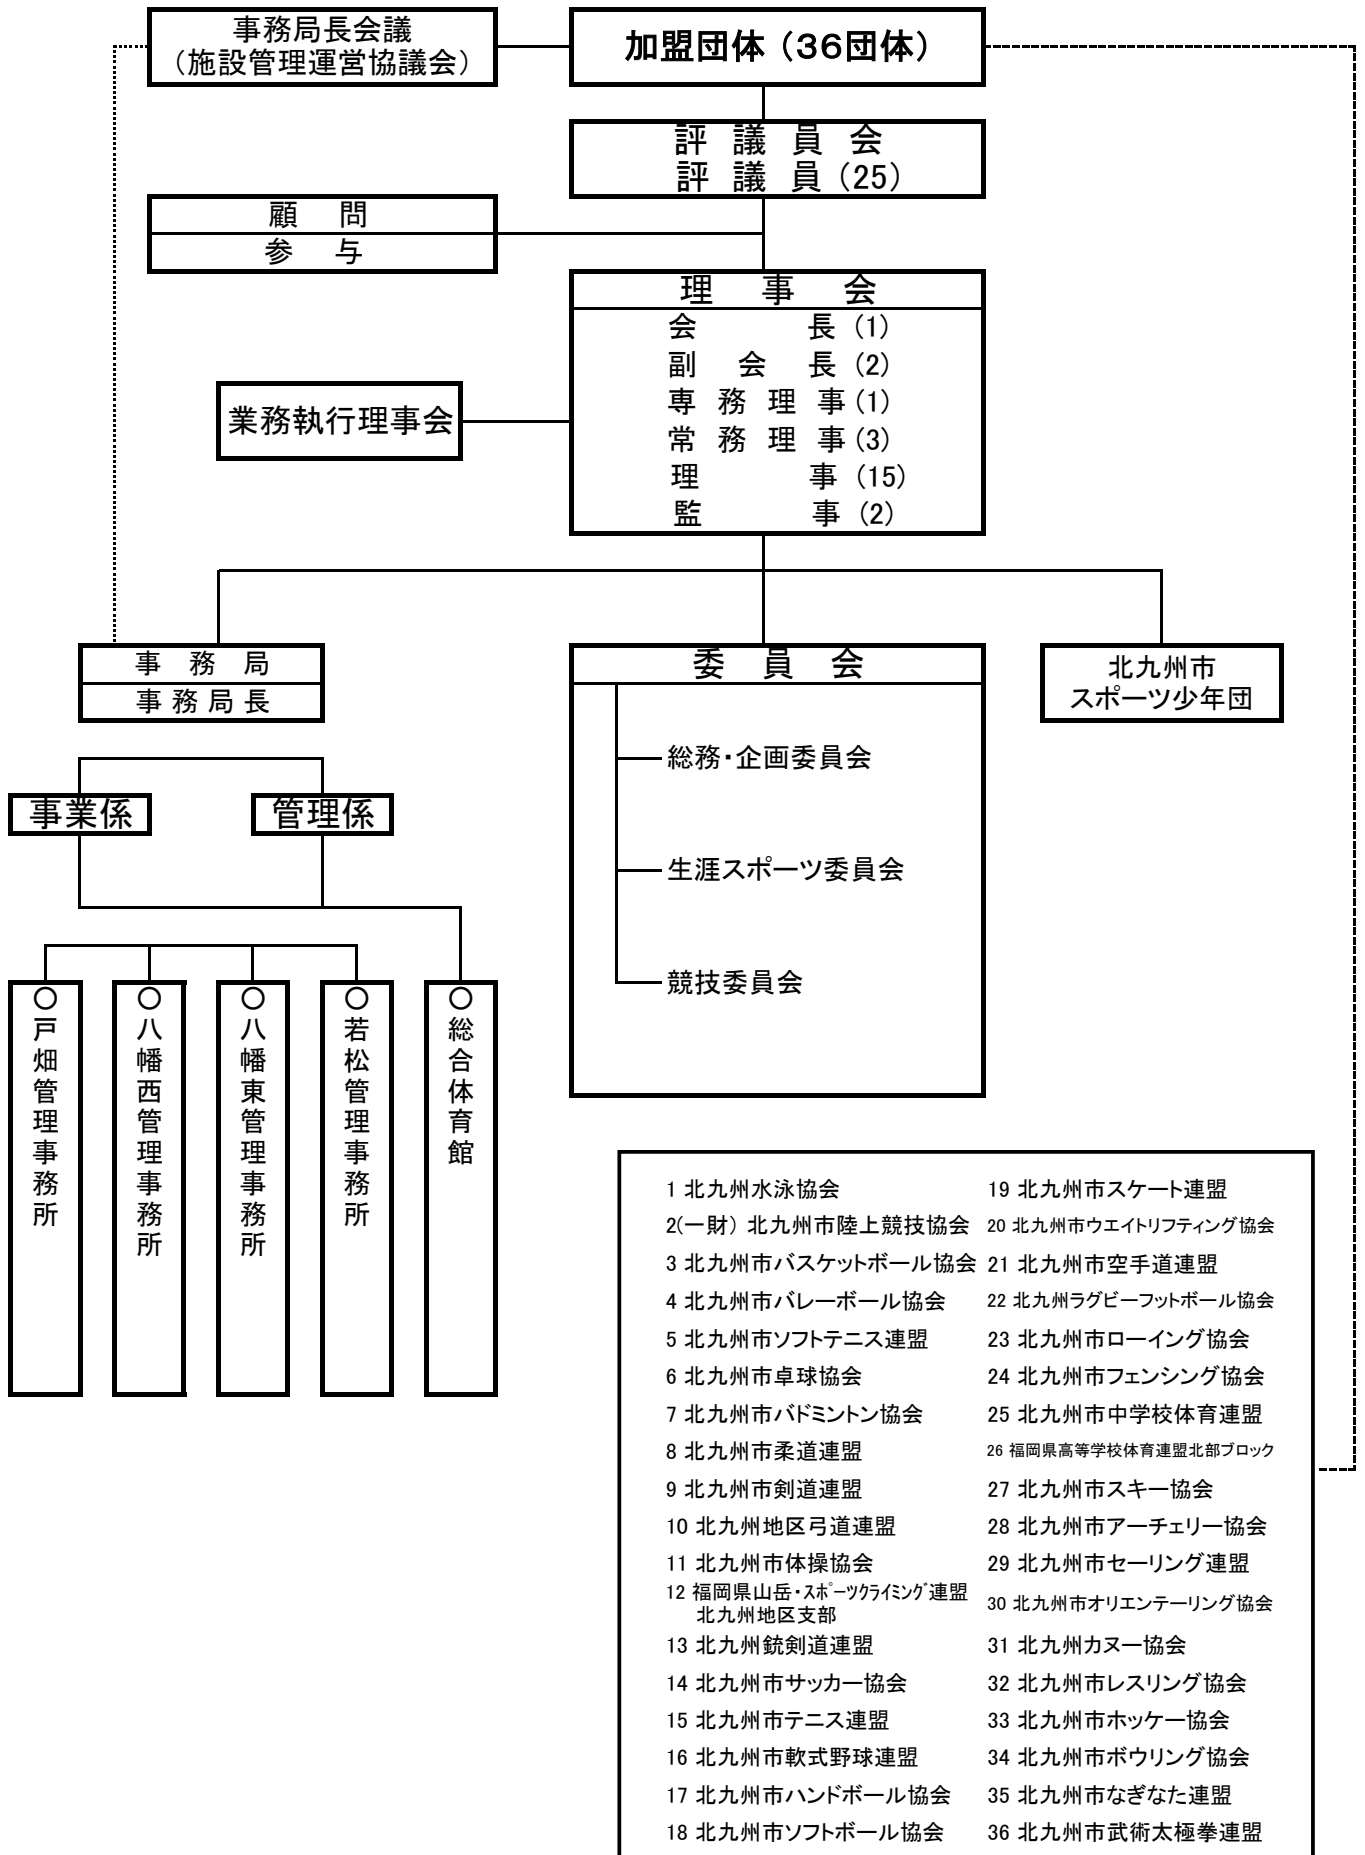 事務局長会議
（施設管理運営協議会）
加盟団体（３６団体）
評議員会
評議員(25)
顧問
参与
理事会
会長(1)
副会長(2)
専務理事(1)
常務理事(3)
理事(15)
監事(2)
業務執行理事会
事務局
事務局長
委員会
総務・企画委員会
生涯スポーツ委員会
競技委員会
北九州市
スポーツ少年団
事業係
管理係
○戸畑管理事務所
○八幡西管理事務所
○八幡東管理事務所
○若松管理事務所
○総合体育館
1 北九州水泳協会
2(一財) 北九州市陸上競技協会
3 北九州市バスケットボール協会
4 北九州市バレーボール協会
5 北九州市ソフトテニス連盟
6 北九州市卓球協会
7 北九州市バドミントン協会
8 北九州市柔道連盟
9 北九州市剣道連盟
10 北九州地区弓道連盟
11 北九州市体操協会
12 福岡県山岳・ｽﾎﾟｰﾂｸﾗｲﾐﾝｸﾞ連盟
北九州地区支部
13 北九州銃剣道連盟
14 北九州市サッカー協会
15 北九州市テニス連盟
16 北九州市軟式野球連盟
17 北九州市ハンドボール協会
18 北九州市ソフトボール協会
19 北九州市スケート連盟
20 北九州市ウエイトリフティング協会
21 北九州市空手道連盟
22 北九州ラグビーフットボール協会
23 北九州市ローイング協会
24 北九州市フェンシング協会
25 北九州市中学校体育連盟
26 福岡県高等学校体育連盟北部ブロック
27 北九州市スキー協会
28 北九州市アーチェリー協会
29 北九州市セーリング連盟
30 北九州市オリエンテーリング協会
31 北九州カヌー協会
32 北九州市レスリング協会
33 北九州市ホッケー協会
34 北九州市ボウリング協会
35 北九州市なぎなた連盟
36 北九州市武術太極拳連盟